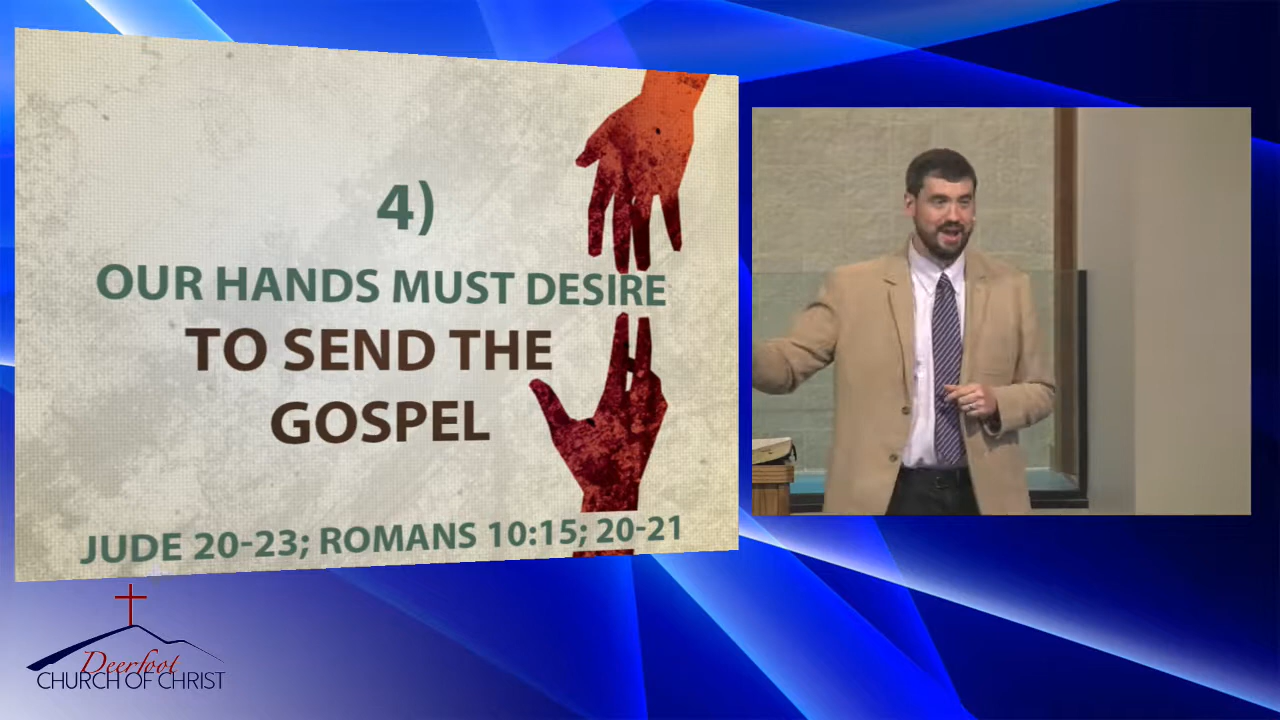 4)
OUR HANDS MUST DESIRE
TO SEND THE
GOSPEL
JUDE 20-23; ROMANS 10:15; 20-21
Deerfoot
CHURCH OF CHRIST